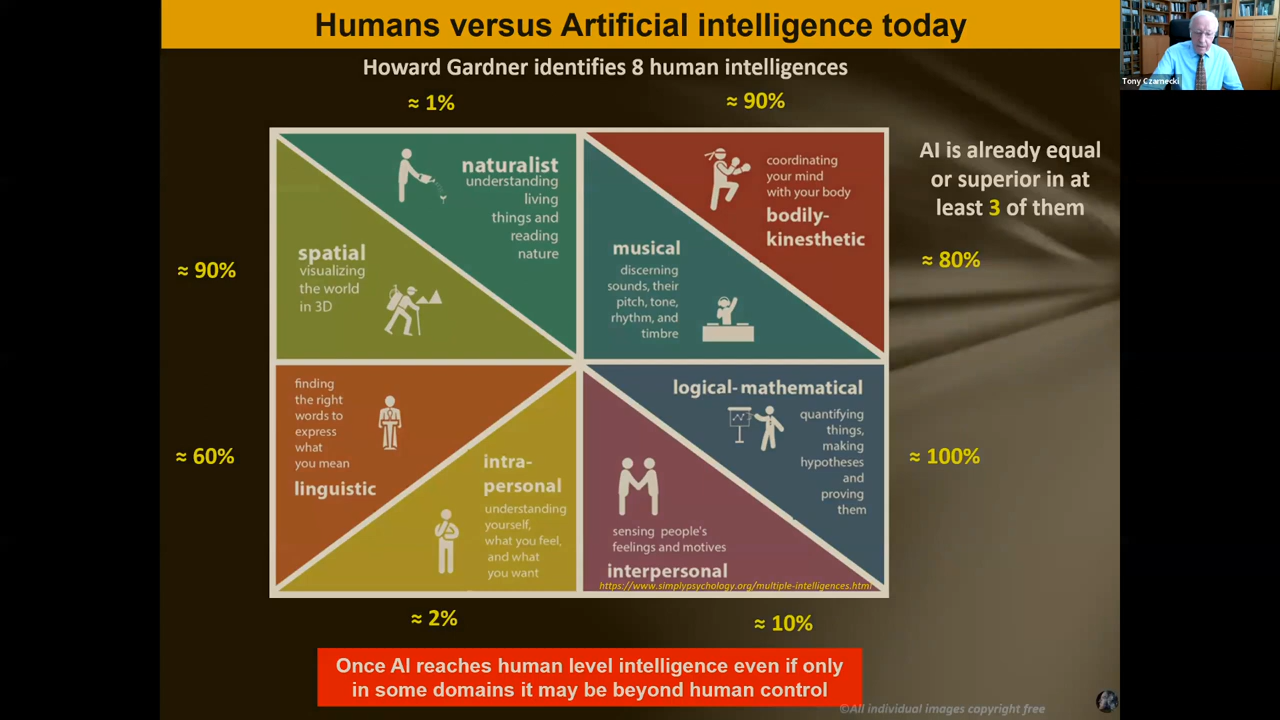 Humans versus Artificial intelligence today
Tony Czarnecki
Howard Gardner identifies 8 human intelligences
≈ 1%
≈ 90%
naturalist
understanding
living
things and
reading
nature
spatial
visualizing
the world
in 3D
coordinating
your mind
with your body
bodily-
kinesthetic
musical
discerning
sounds, their
pitch, tone,
rhythm, and
timbre
AI is already equal
or superior in at
least 3 of them
≈ 90%
≈ 80%
finding
the right
words to
express
what
you mean
linguistic
intra-
personal
understanding
yourself,
what you feel,
and what
you want
logical-mathematical
quantifying
things,
making
hypotheses
and
proving
them
sensing people's
feelings and motives
interpersonal
https://www.simplypsychology.org/multiple-intelligences.html
≈ 60%
≈ 100%
≈ 2%
≈ 10%
Once AI reaches human level intelligence even if only
in some domains it may be beyond human control
©All individual images copyright free